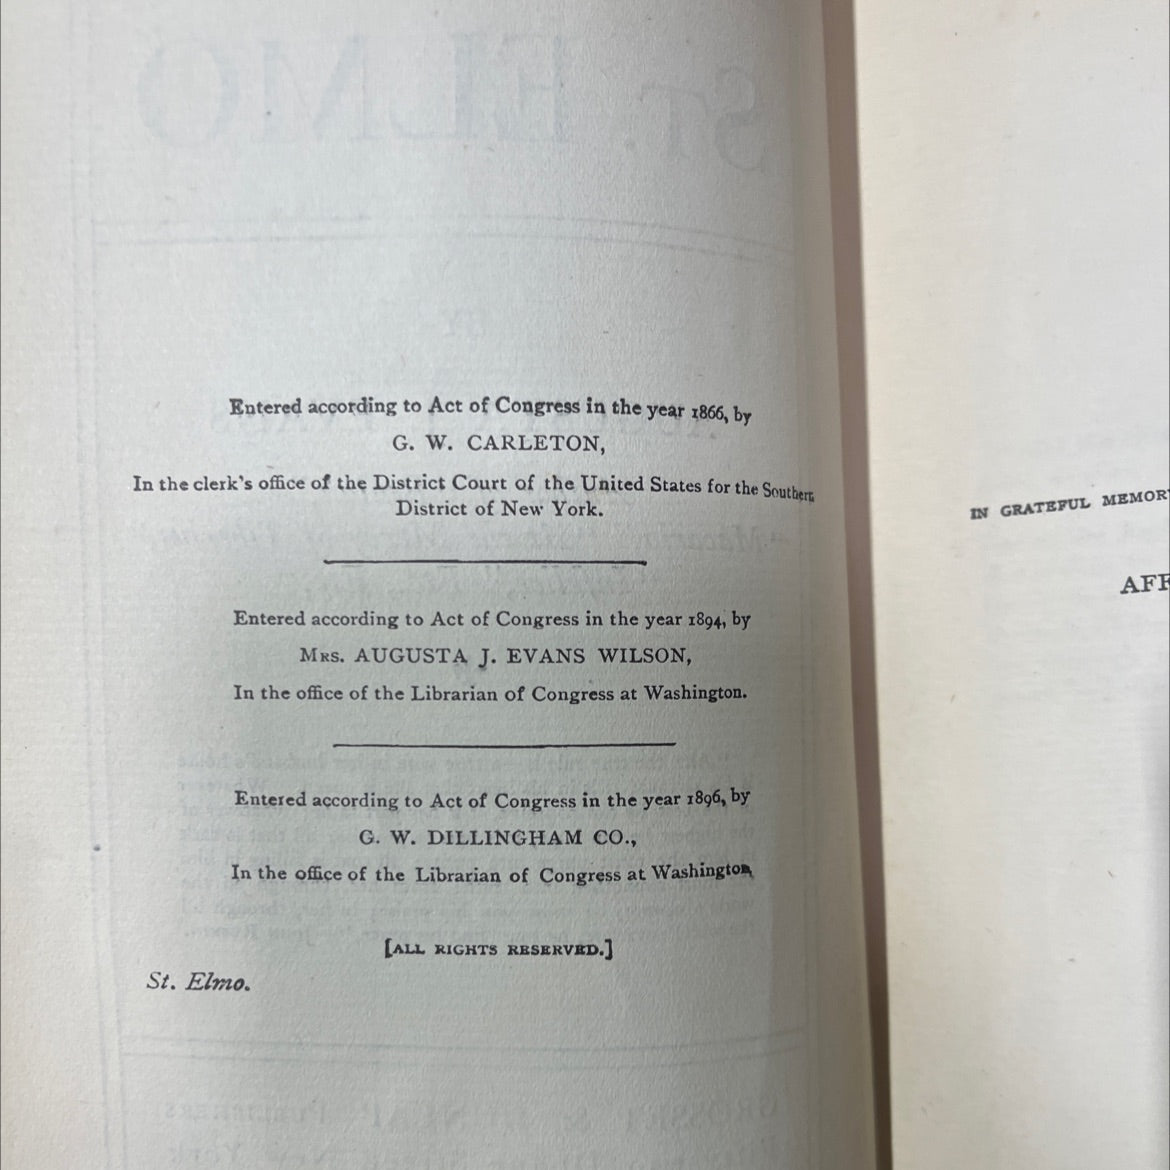 Entered according to Act of Congress in the year 1866, by
G. W. CARLETON,
In the clerk's office of the District Court of the United States for the Southern
District of New York.
Entered according to Act of Congress in the year 1894, by
MRS. AUGUSTA J. EVANS WILSON,
In the office of the Librarian of Congress at Washington.
Entered according to Act of Congress in the year 1896, by
G. W. DILLINGHAM CO.,
In the office of the Librarian of Congress at Washington.
[ALL RIGHTS RESERVED.]
St. Elmo.
IN GRATEFUL MEMOR
AFF